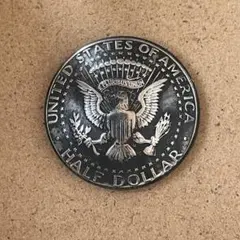 UNITED STATES OF AMERICA
HALF DOLLAR